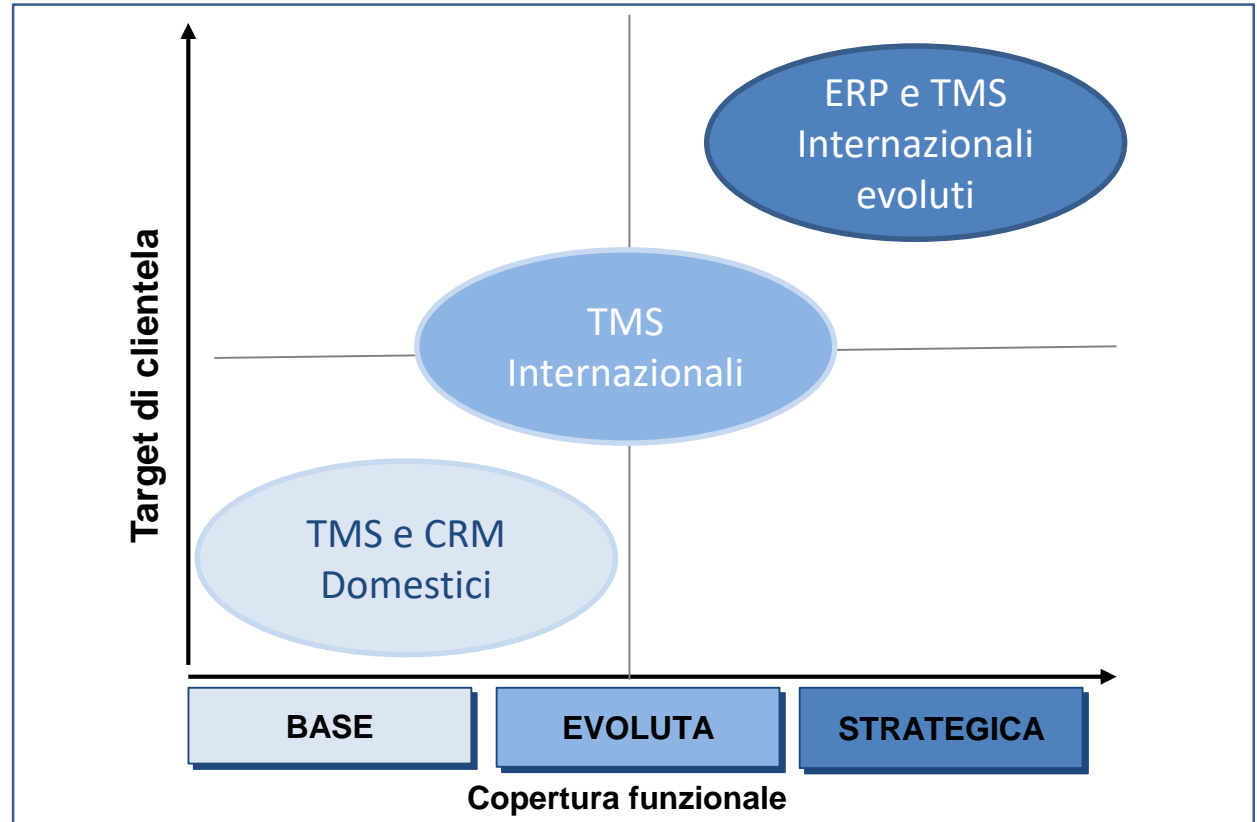 ERP e TMS
Internazionali
evoluti
Target di clientela
TMS
Internazionali
TMS e CRM
Domestici
BASE
EVOLUTA
STRATEGICA
Copertura funzionale